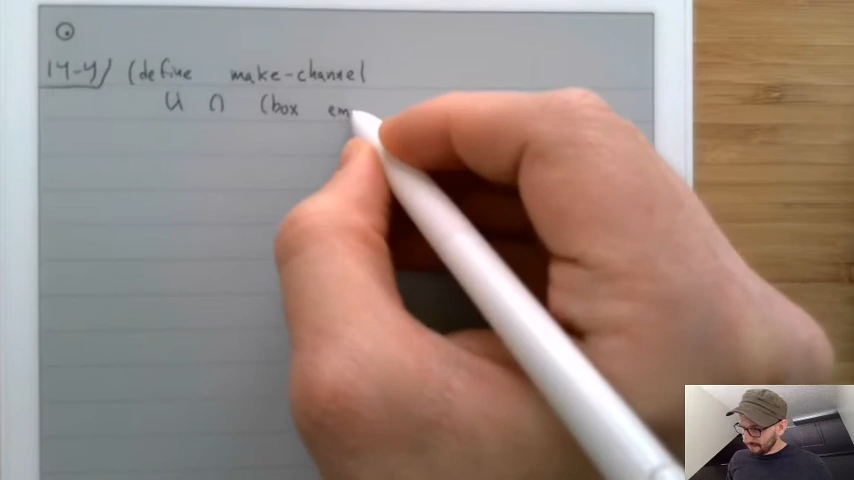 14-4/ (define make-channel
U ∩ (box em